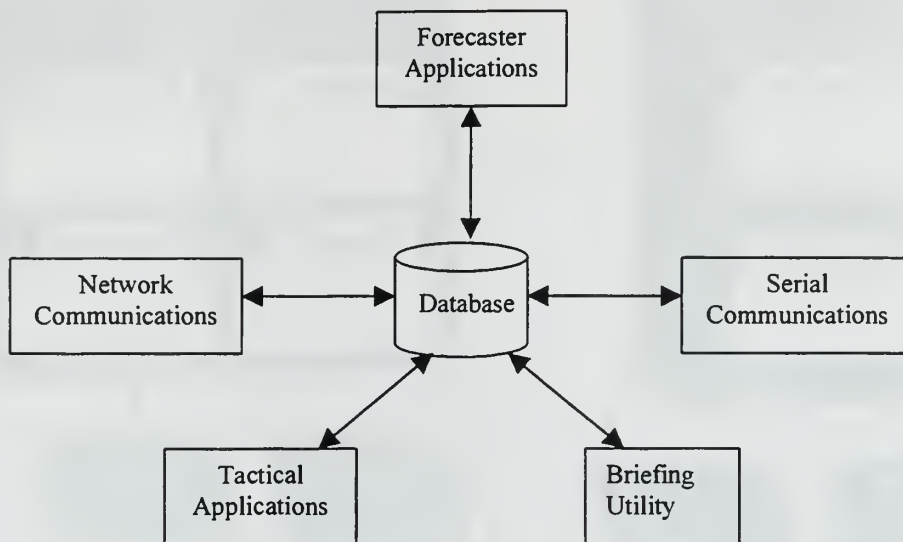 Forecaster
Applications
Network
Communications
Database
Serial
Communications
Tactical
Applications
Briefing
Utility